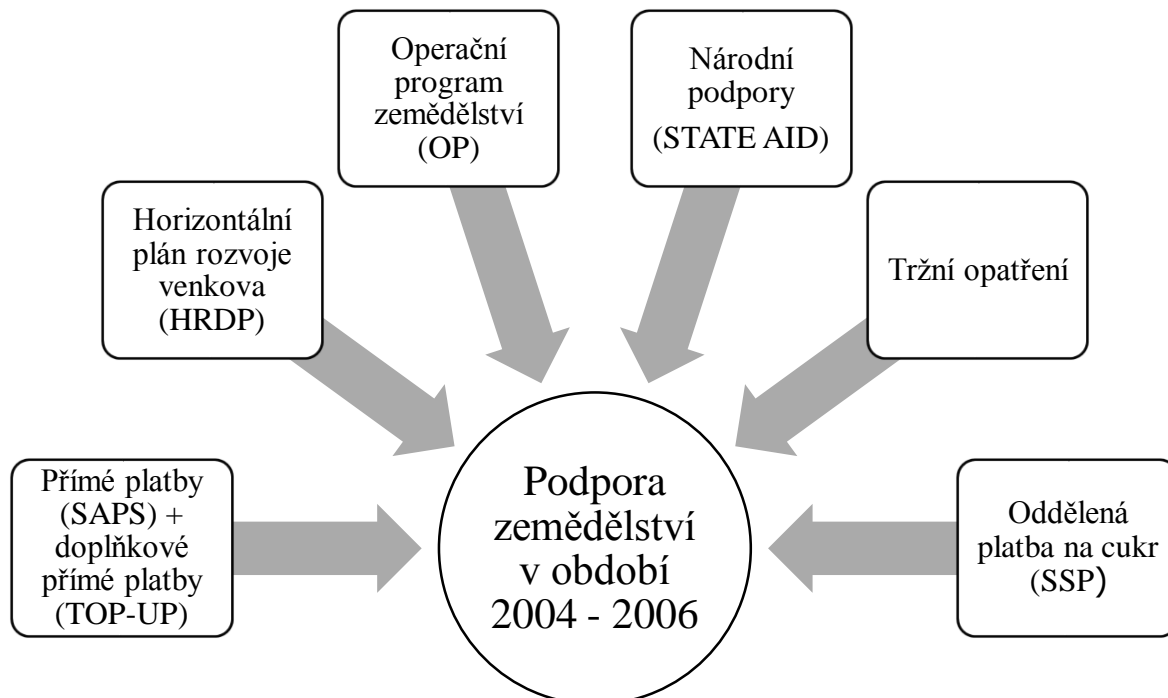 Operační
program
zemědělství
(OP)
Národní
podpory
(STATE AID)
Horizontální
plán rozvoje
venkova
(HRDP)
Tržní opatření
Přímé platby
(SAPS) +
doplňkové
přímé platby
(TOP-UP)
Podpora
zemědělství
v období
2004 - 2006
Oddělená
platba na cukr
(SSP)